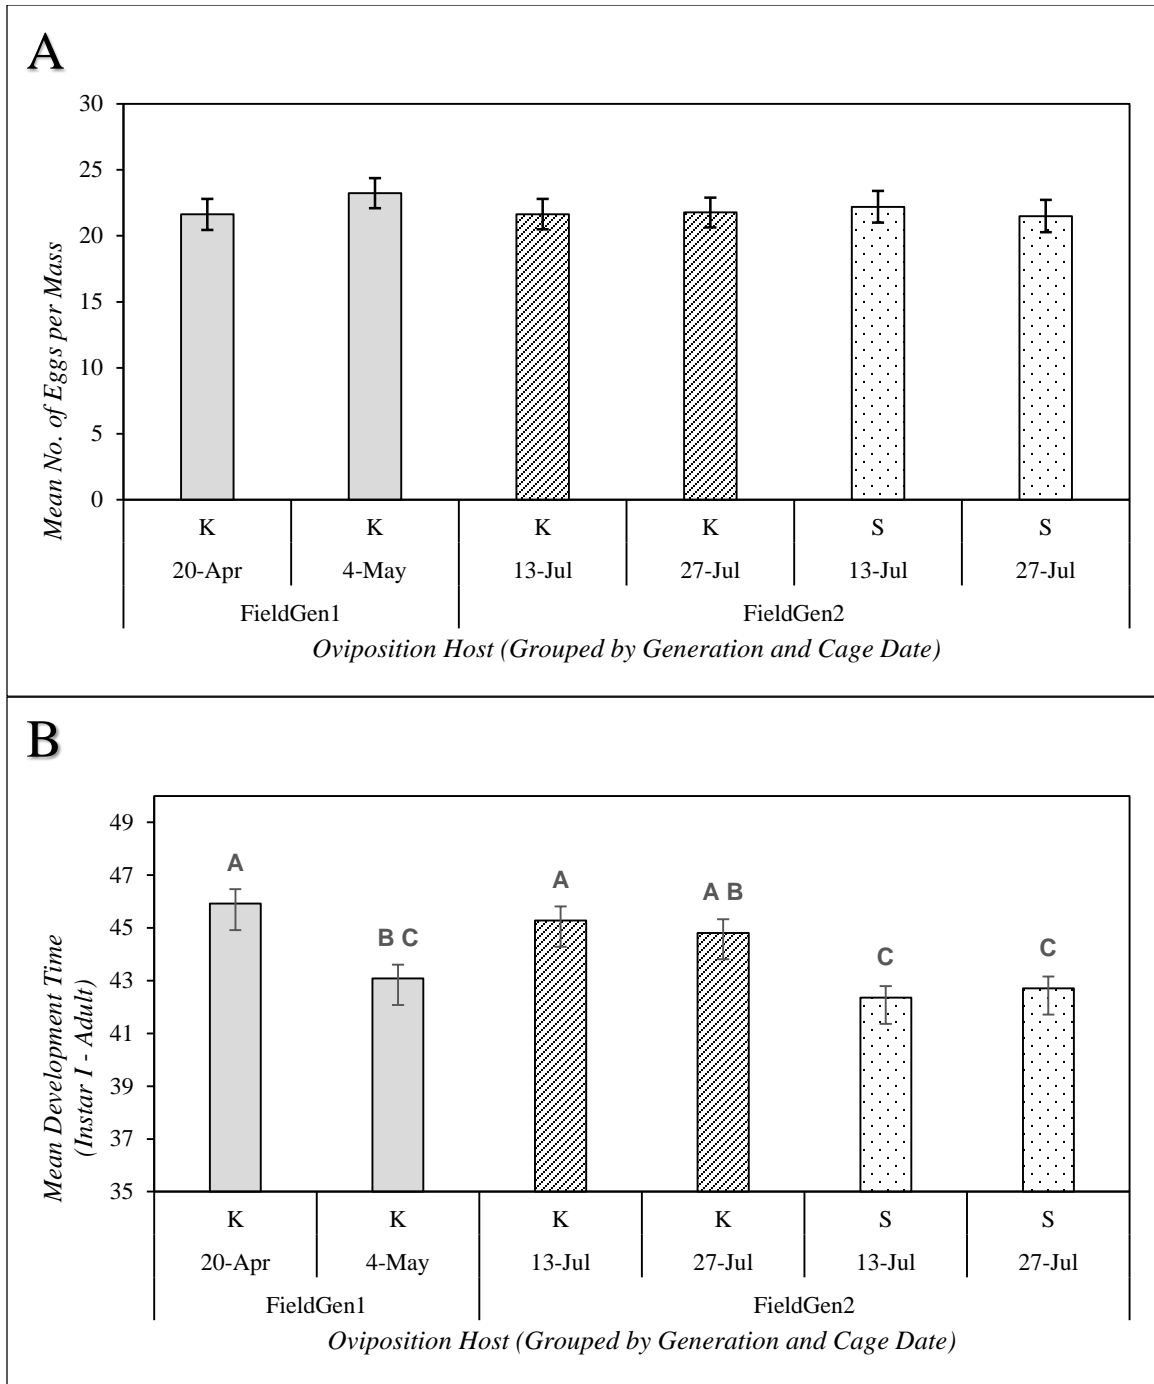 A
30
25
20
15
10
5
0
Mean No. of Eggs per Mass
K K K K S S
20-Apr 4-May 13-Jul 27-Jul 13-Jul 27-Jul
FieldGen1 FieldGen2
Oviposition Host (Grouped by Generation and Cage Date)
B
49
47
45
43
41
39
37
35
Mean Development Time
(Instar I - Adult)
A B C A A B C C
K K K K S S
20-Apr 4-May 13-Jul 27-Jul 13-Jul 27-Jul
FieldGen1 FieldGen2
Oviposition Host (Grouped by Generation and Cage Date)